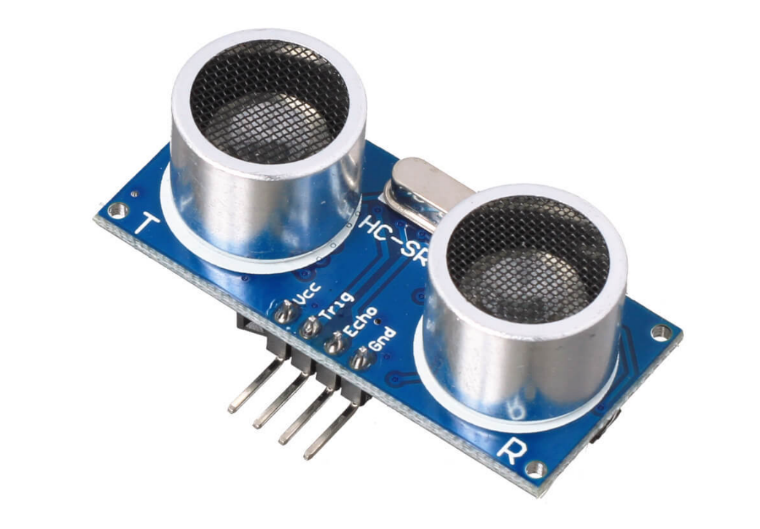 T
HC-SR
Vcc
Trig
Echo
Gnd
R